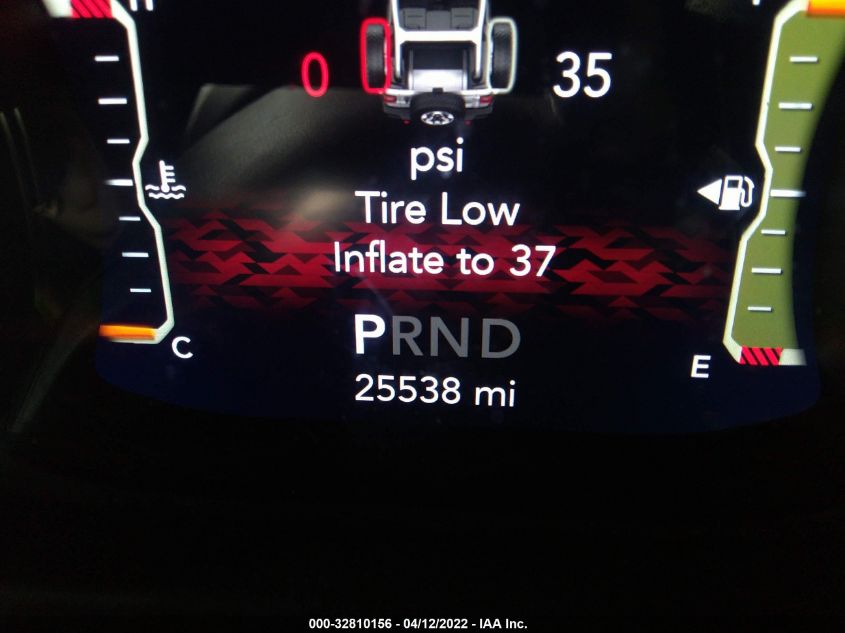 0 35
psi
Tire Low
Inflate to 37
PRND
C E
25538 mi
000-32810156 - 04/12/2022 - IAA Inc.